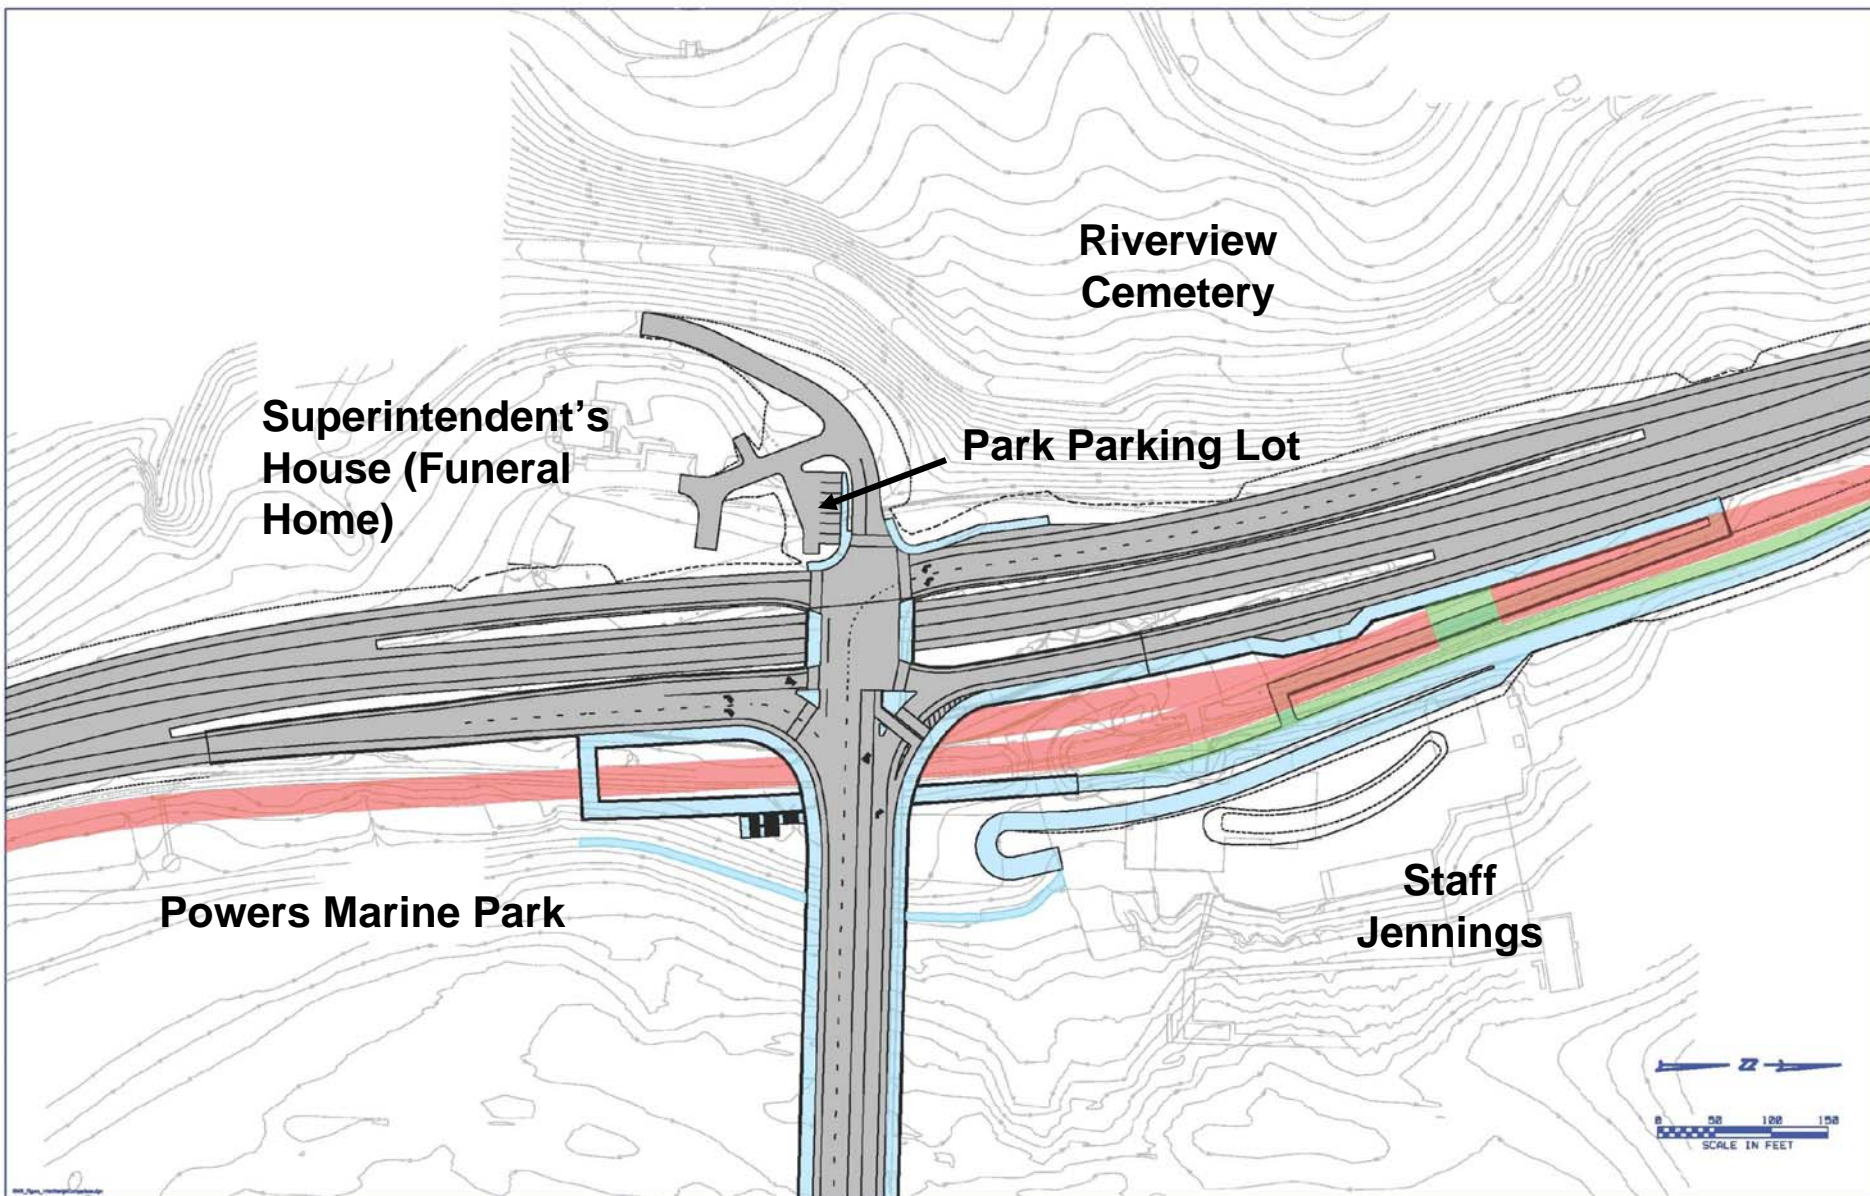 Riverview
Cemetery
Superintendent’s
House (Funeral
Home)
Park Parking Lot
Powers Marine Park
Staff
Jennings
N
0 50 100 150
SCALE IN FEET